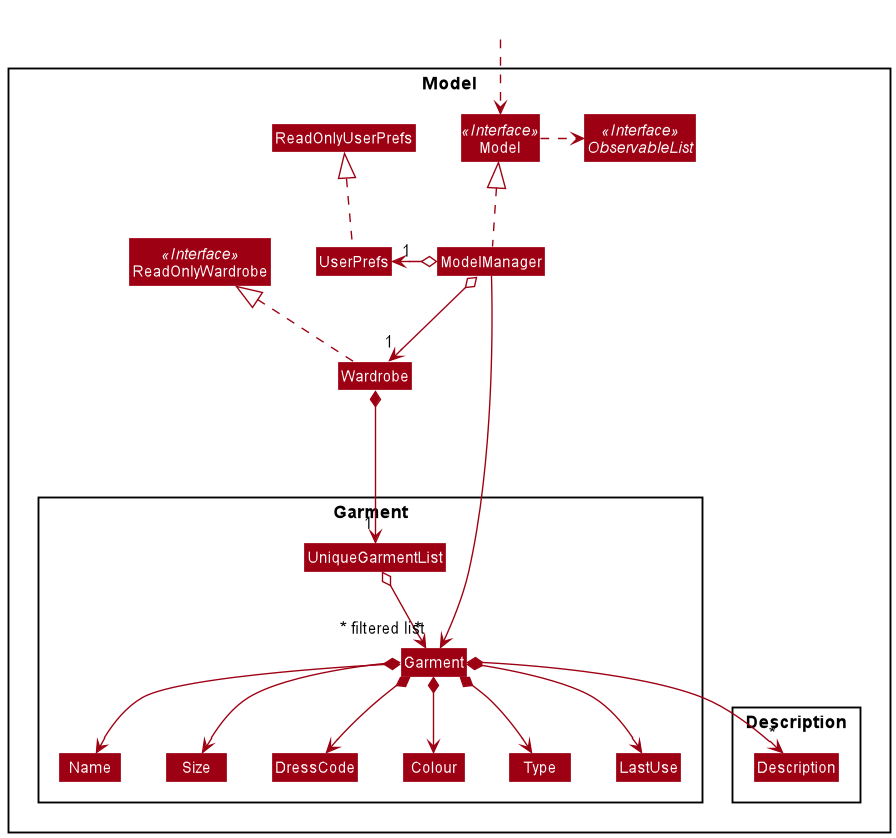 Model
«Interface»
Model
«Interface»
ObservableList
ReadOnlyUserPrefs
«Interface»
ReadOnlyWardrobe
UserPrefs
1
ModelManager
1
Wardrobe
Garment
1
UniqueGarmentList
* filtered list
*
Garment
Description
*
Name
Size
DressCode
Colour
Type
LastUse
Description